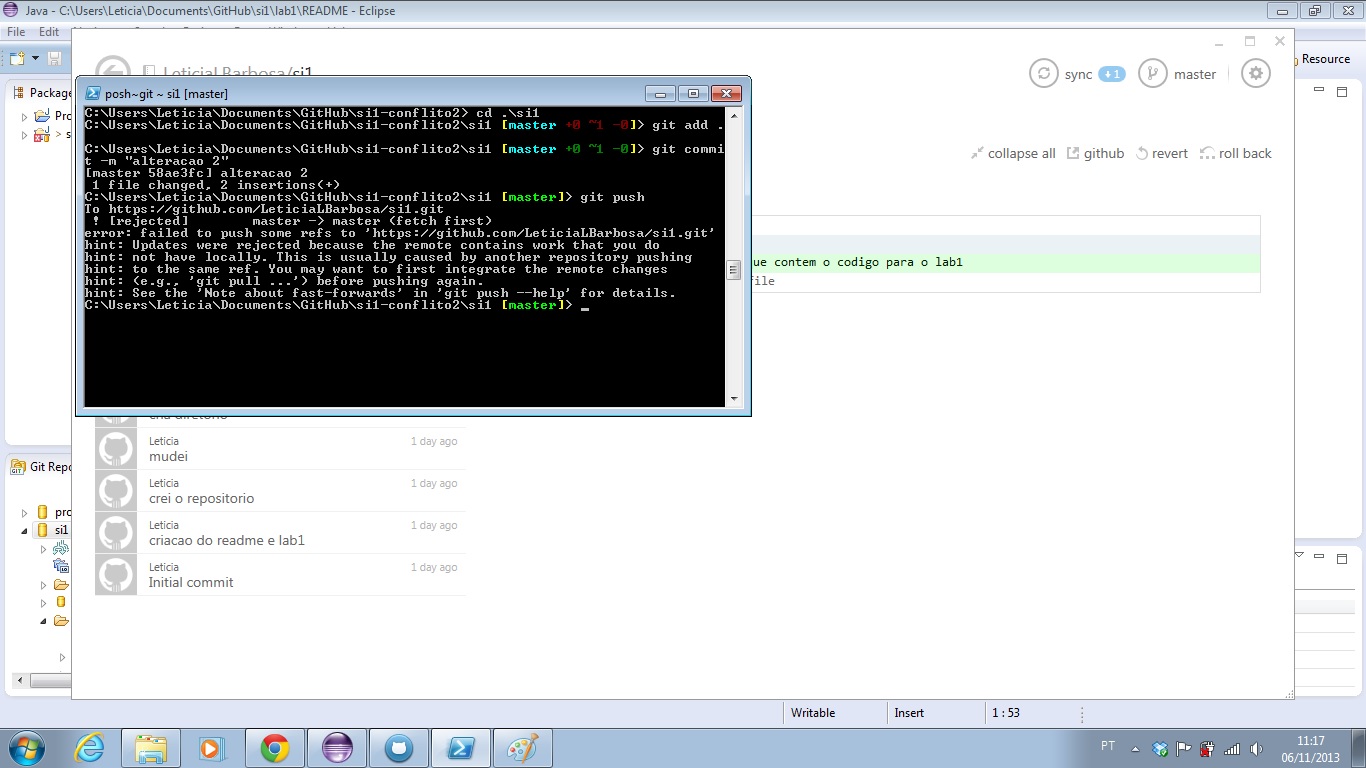 Java - C:\Users\Leticia\Documents\GitHub\si1\lab1\README - Eclipse
File Edit
Resource
LeticiaLBarbosa/si1
sync +1 master
Package
posh~git ~ si1 [master]
C:\Users\Leticia\Documents\GitHub\si1-conflito2> cd .\si1
C:\Users\Leticia\Documents\GitHub\si1-conflito2\si1 [master +0 ~1 -0]> git add .
C:\Users\Leticia\Documents\GitHub\si1-conflito2\si1 [master +0 ~1 -0]> git commi
t -m "alteracao 2"
[master 58ae3fc] alteracao 2
1 file changed, 2 insertions(+)
C:\Users\Leticia\Documents\GitHub\si1-conflito2\si1 [master]> git push
To https://github.com/LeticiaLBarbosa/si1.git
! [rejected] master -> master (fetch first)
error: failed to push some refs to 'https://github.com/LeticiaLBarbosa/si1.git'
hint: Updates were rejected because the remote contains work that you do
hint: not have locally. This is usually caused by another repository pushing
hint: to the same ref. You may want to first integrate the remote changes
hint: (e.g., 'git pull ...') before pushing again.
hint: See the 'Note about fast-forwards' in 'git push --help' for details.
C:\Users\Leticia\Documents\GitHub\si1-conflito2\si1 [master]>
collapse all github revert roll back
ue contem o codigo para o lab1
file
cria diretorio
Leticia 1 day ago
mudei
Leticia 1 day ago
crei o repositorio
Leticia 1 day ago
criacao do readme e lab1
Leticia 1 day ago
Initial commit
Git Repo
pro
si1
Writable Insert 1 : 53
PT 11:17
06/11/2013